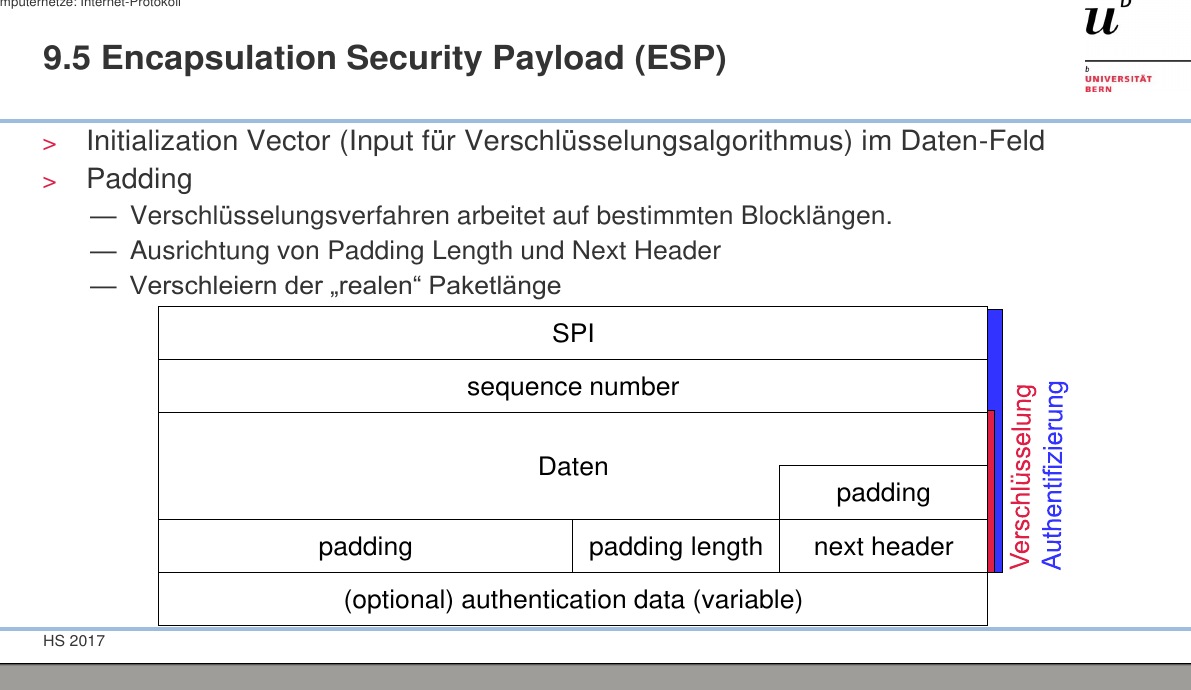 mputernetze: Internet-Protokoll
u b
9.5 Encapsulation Security Payload (ESP)
b
UNIVERSITÄT
BERN
> Initialization Vector (Input für Verschlüsselungsalgorithmus) im Daten-Feld
> Padding
— Verschlüsselungsverfahren arbeitet auf bestimmten Blocklängen.
— Ausrichtung von Padding Length und Next Header
— Verschleiern der „realen“ Paketlänge
SPI
sequence number
Daten
padding
padding padding length next header
(optional) authentication data (variable)
Verschlüsselung
Authentifizierung
HS 2017